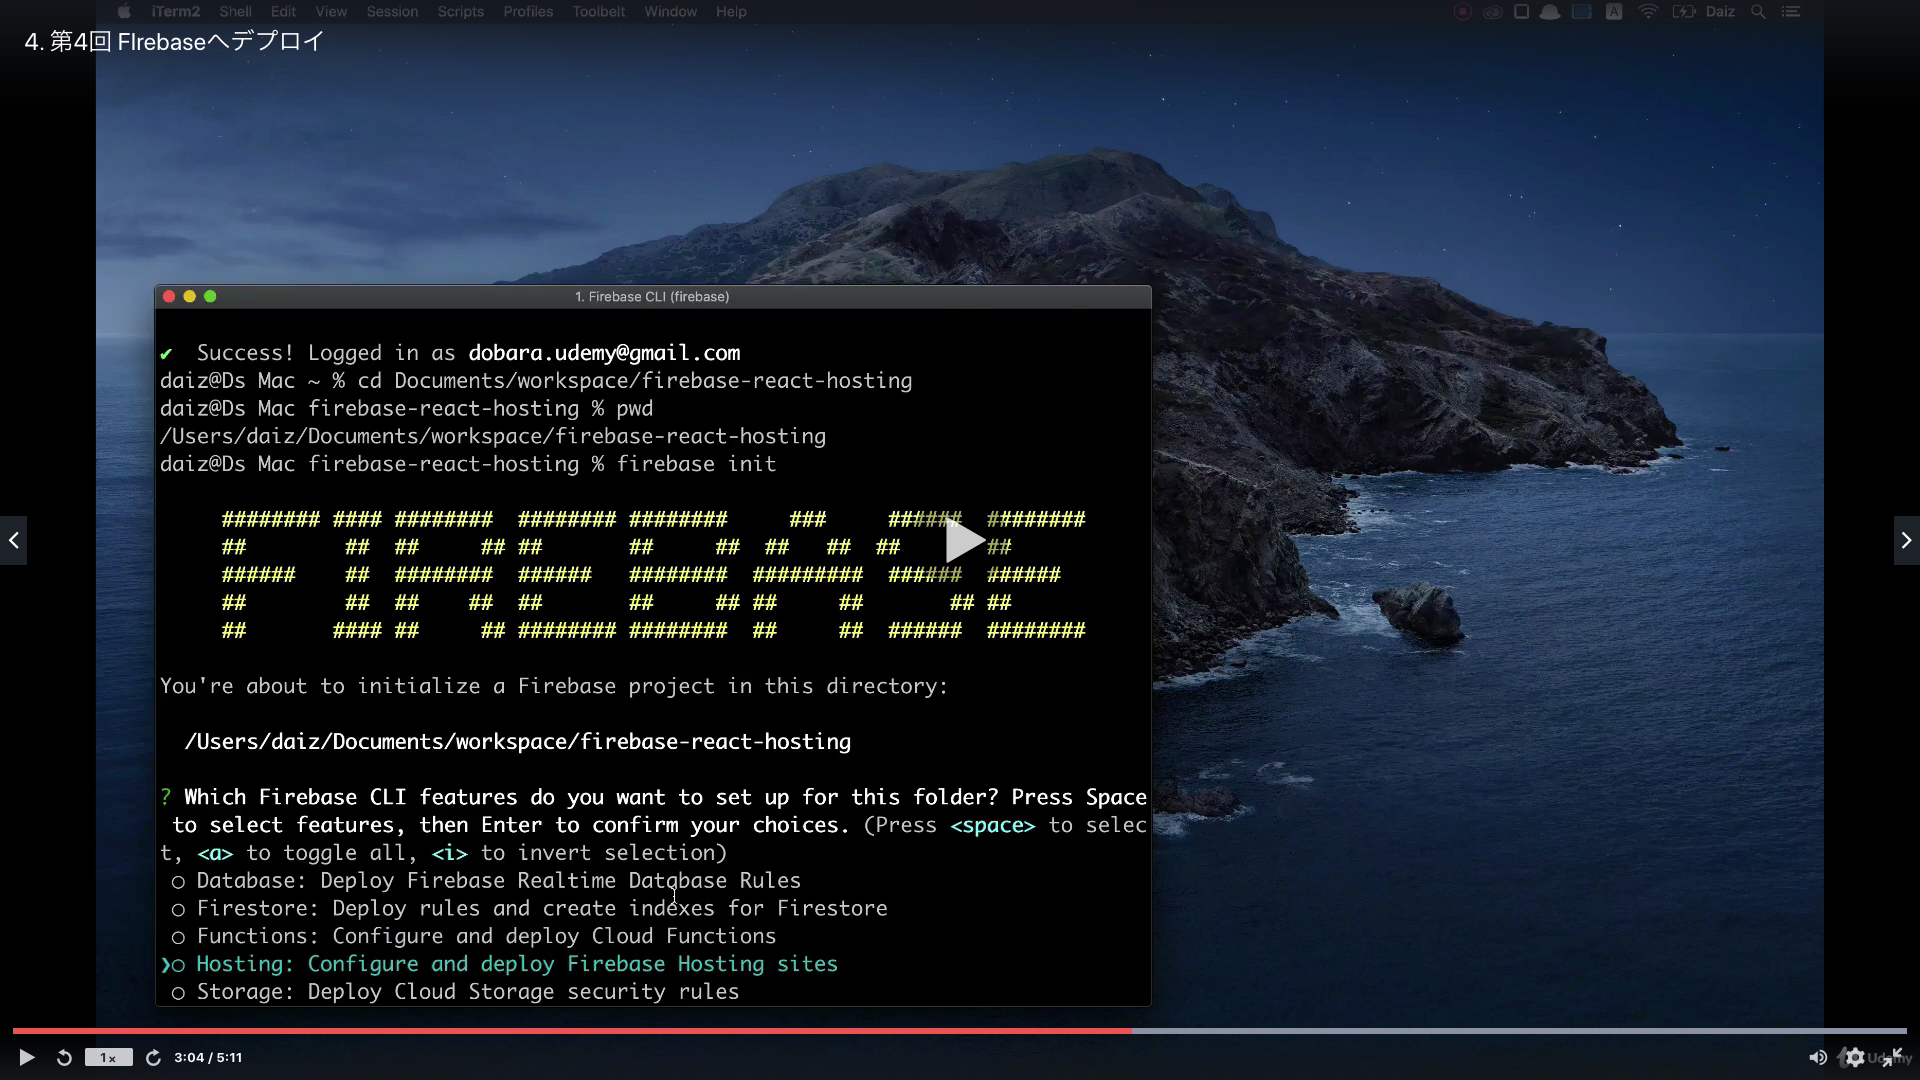 iTerm2 Shell Edit View Session Scripts Profiles Toolbelt Window Help A Daiz
4. 第4回 FIrebaseへデプロイ
1. Firebase CLI (firebase)
✔ Success! Logged in as dobara.udemy@gmail.com
daiz@Ds Mac ~ % cd Documents/workspace/firebase-react-hosting
daiz@Ds Mac firebase-react-hosting % pwd
/Users/daiz/Documents/workspace/firebase-react-hosting
daiz@Ds Mac firebase-react-hosting % firebase init
######## #### ######## ######## ######## ### ###### ########
## ## ## ## ## ## ## ## ## ## ##
###### ## ######## ###### ######## ######### ###### ######
## ## ## ## ## ## ## ## ## ## ##
## #### ## ## ######## ######## ## ## ###### ########
You're about to initialize a Firebase project in this directory:
/Users/daiz/Documents/workspace/firebase-react-hosting
? Which Firebase CLI features do you want to set up for this folder? Press Space
to select features, then Enter to confirm your choices. (Press <space> to selec
t, <a> to toggle all, <i> to invert selection)
○ Database: Deploy Firebase Realtime Database Rules
○ Firestore: Deploy rules and create indexes for Firestore
○ Functions: Configure and deploy Cloud Functions
❯○ Hosting: Configure and deploy Firebase Hosting sites
○ Storage: Deploy Cloud Storage security rules
1x 3:04 / 5:11 Udemy